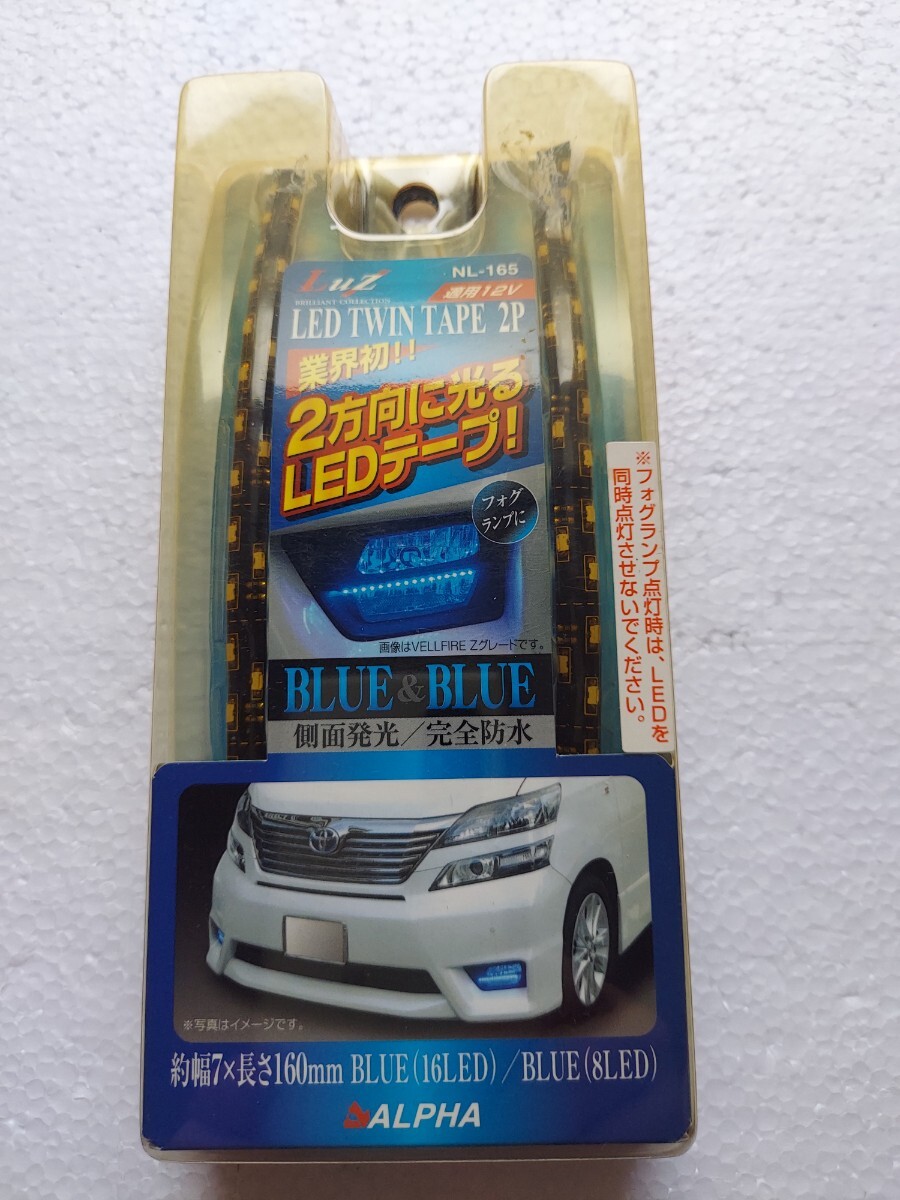 LuZ
BRILLIANT COLLECTION
NL-165
適用12V
LED TWIN TAPE 2P
業界初!!
2方向に光る
LEDテープ!
フォグ
ランプに
画像はVELLFIRE Zグレードです。
BLUE&BLUE
側面発光/完全防水
※フォグランプ点灯時は、LEDを
同時点灯させないでください。
※写真はイメージです。
約幅7×長さ160mm BLUE(16LED)/BLUE(8LED)
ALPHA